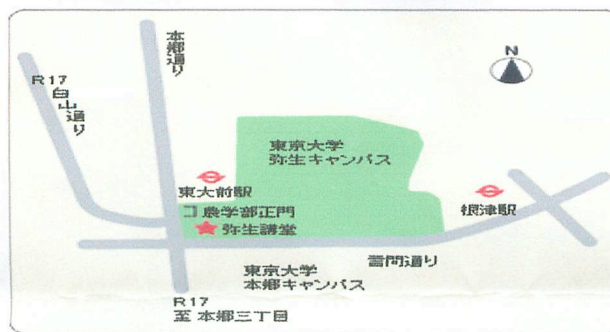 本郷通り
N
R17
白山通り
東京大学
弥生キャンパス
東大前駅
農学部正門
根津駅
弥生講堂
言問通り
東京大学
本郷キャンパス
R17
至 本郷三丁目